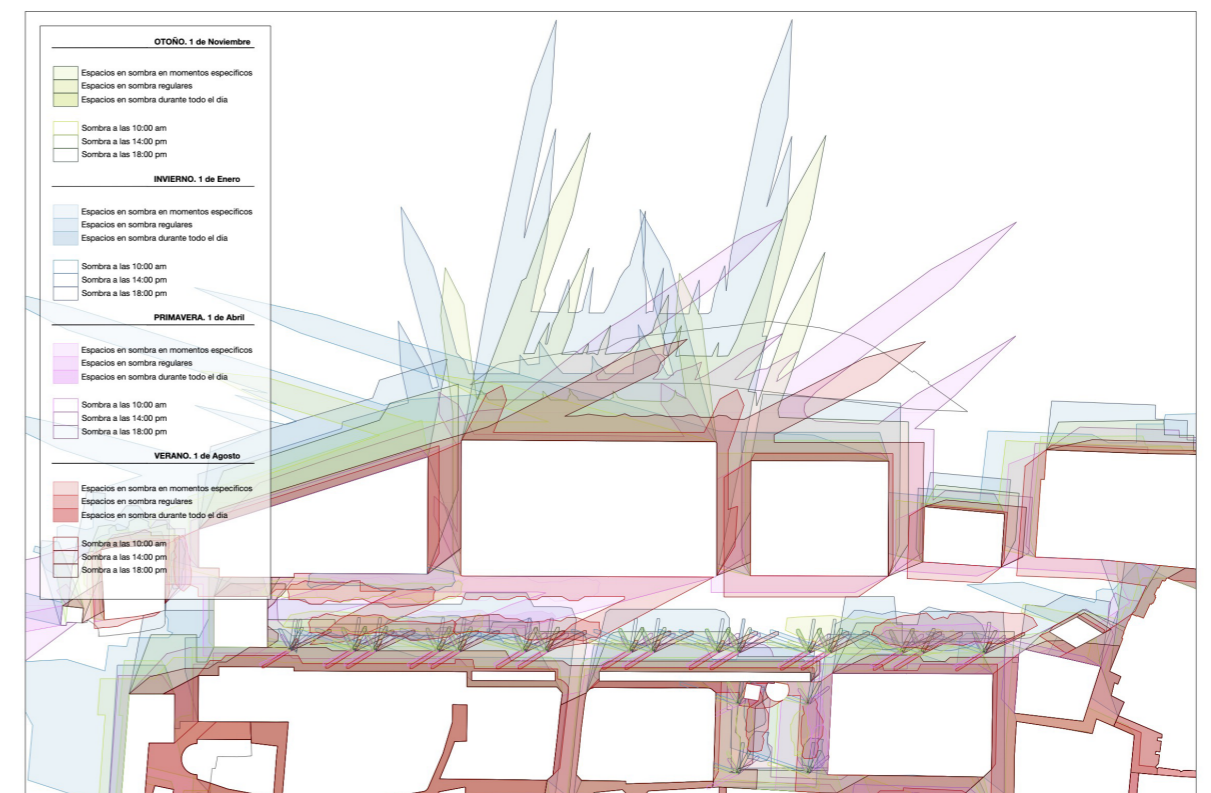 OTOÑO. 1 de Noviembre
Espacios en sombra en momentos específicos
Espacios en sombra regulares
Espacios en sombra durante todo el dia
Sombra a las 10:00 am
Sombra a las 14:00 pm
Sombra a las 18:00 pm
INVIERNO. 1 de Enero
Espacios en sombra en momentos específicos
Espacios en sombra regulares
Espacios en sombra durante todo el dia
Sombra a las 10:00 am
Sombra a las 14:00 pm
Sombra a las 18:00 pm
PRIMAVERA. 1 de Abril
Espacios en sombra en momentos específicos
Espacios en sombra regulares
Espacios en sombra durante todo el dia
Sombra a las 10:00 am
Sombra a las 14:00 pm
Sombra a las 18:00 pm
VERANO. 1 de Agosto
Espacios en sombra en momentos específicos
Espacios en sombra regulares
Espacios en sombra durante todo el dia
Sombra a las 10:00 am
Sombra a las 14:00 pm
Sombra a las 18:00 pm